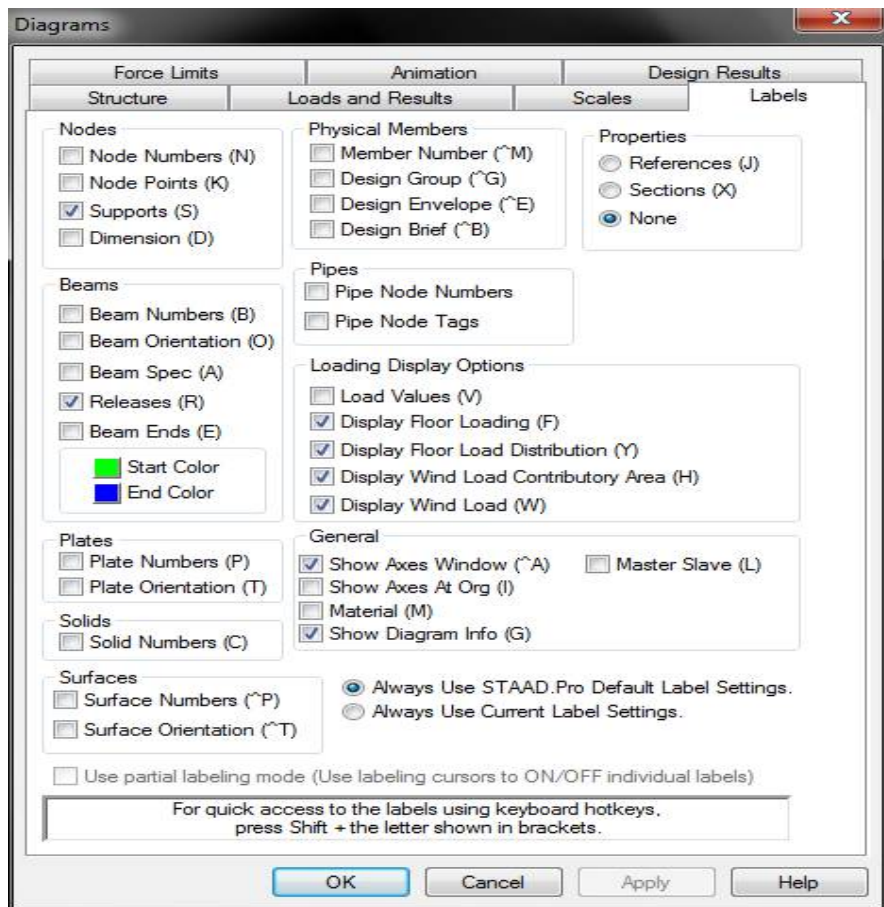 Diagrams
Force Limits
Animation
Design Results
Structure
Loads and Results
Scales
Labels
Nodes
Node Numbers (N)
Node Points (K)
Supports (S)
Dimension (D)
Beams
Beam Numbers (B)
Beam Orientation (O)
Beam Spec (A)
Releases (R)
Beam Ends (E)
Start Color
End Color
Plates
Plate Numbers (P)
Plate Orientation (T)
Solids
Solid Numbers (C)
Surfaces
Surface Numbers (^P)
Surface Orientation (^T)
Physical Members
Member Number (^M)
Design Group (^G)
Design Envelope (^E)
Design Brief (^B)
Properties
References (J)
Sections (X)
None
Pipes
Pipe Node Numbers
Pipe Node Tags
Loading Display Options
Load Values (V)
Display Floor Loading (F)
Display Floor Load Distribution (Y)
Display Wind Load Contributory Area (H)
Display Wind Load (W)
General
Show Axes Window (^A)
Show Axes At Org (I)
Material (M)
Show Diagram Info (G)
Master Slave (L)
Always Use STAAD.Pro Default Label Settings.
Always Use Current Label Settings.
Use partial labeling mode (Use labeling cursors to ON/OFF individual labels)
For quick access to the labels using keyboard hotkeys,
press Shift + the letter shown in brackets.
OK
Cancel
Apply
Help